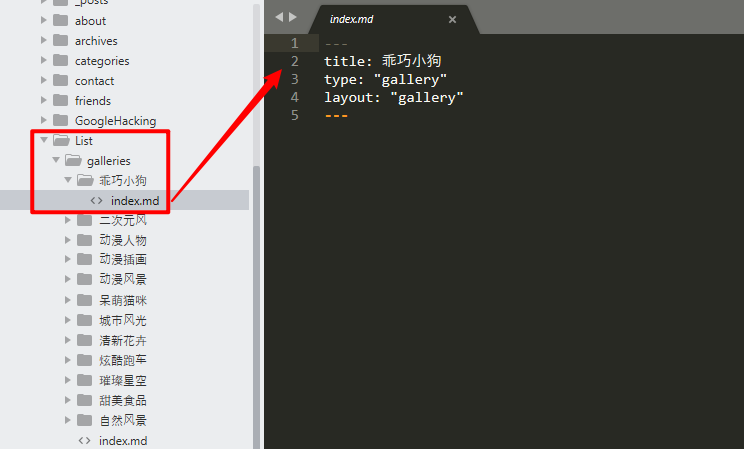 _posts
about
archives
categories
contact
friends
GoogleHacking
List
galleries
乖巧小狗
index.md
二次元风
动漫人物
动漫插画
动漫风景
呆萌猫咪
城市风光
清新花卉
炫酷跑车
璀璨星空
甜美食品
自然风景
index.md
index.md ×
1 ---
2 title: 乖巧小狗
3 type: "gallery"
4 layout: "gallery"
5 ---